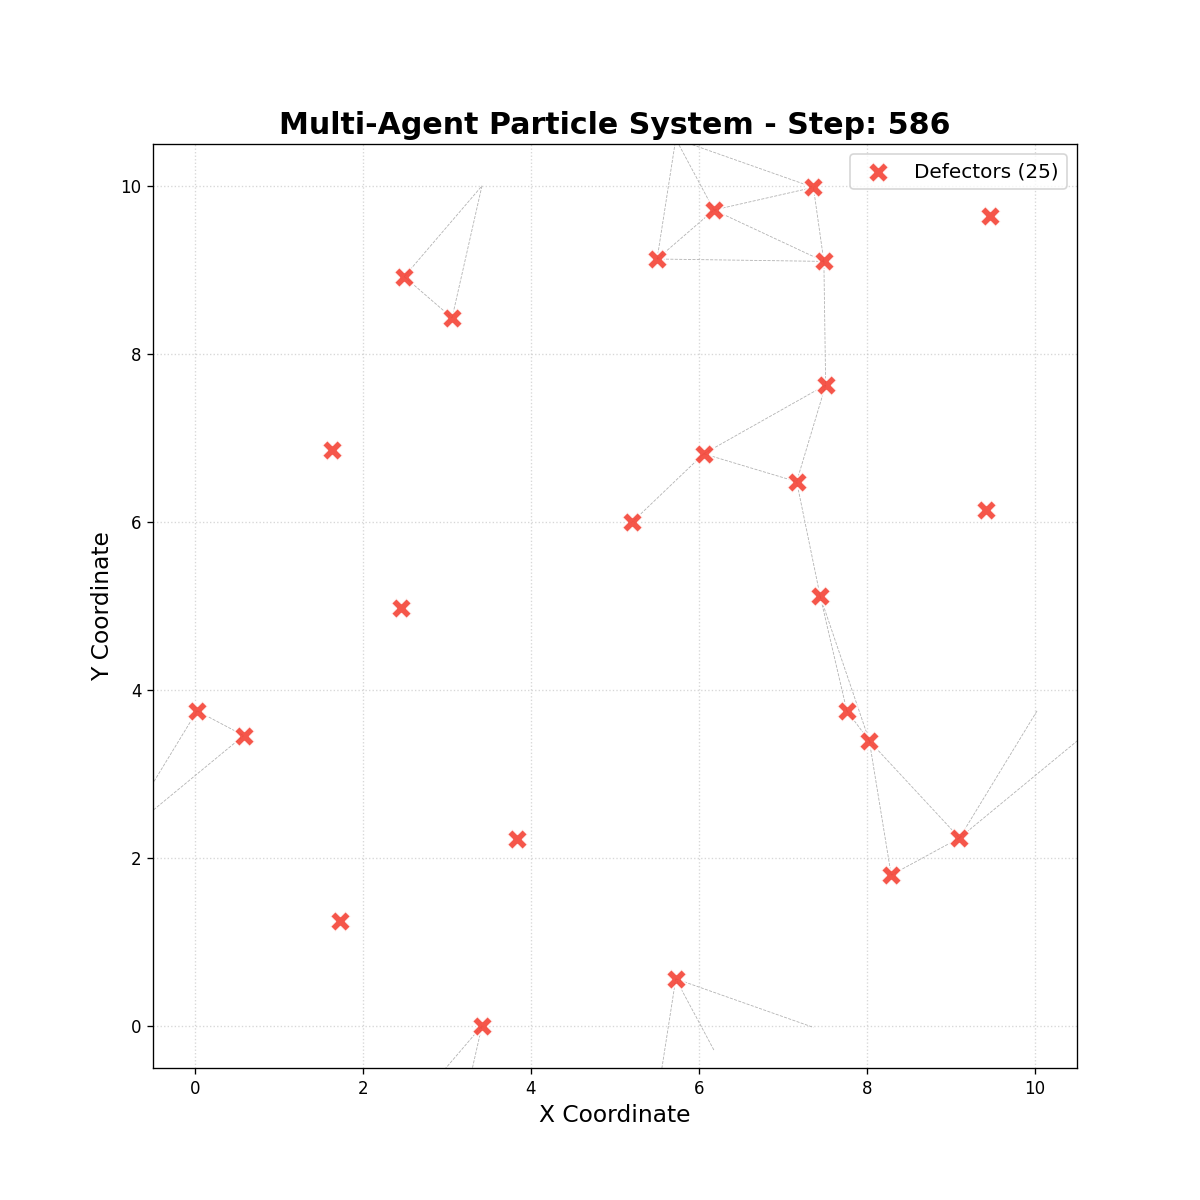 Multi-Agent Particle System - Step: 586
Defectors (25)
10
8
6
4
2
0
Y Coordinate
0 2 4 6 8 10
X Coordinate